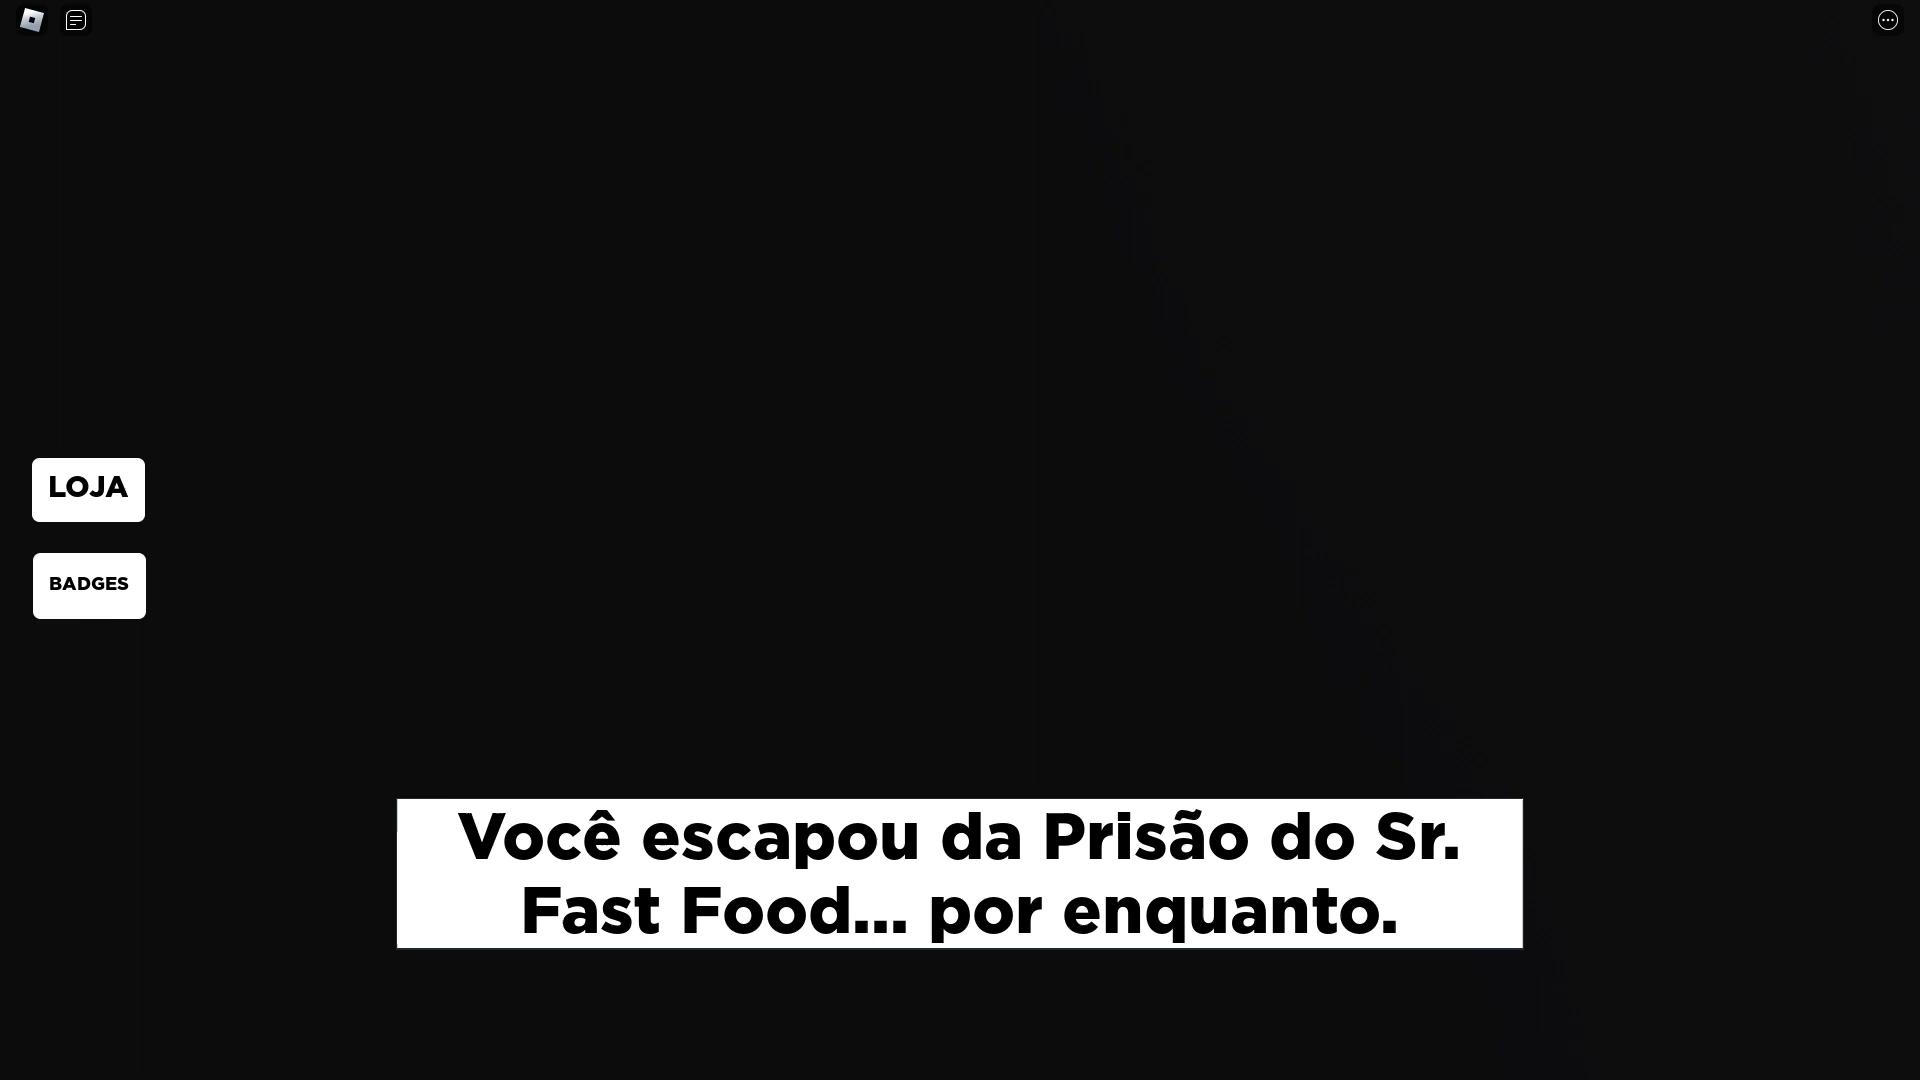 LOJA
BADGES
Você escapou da Prisão do Sr.
Fast Food... por enquanto.